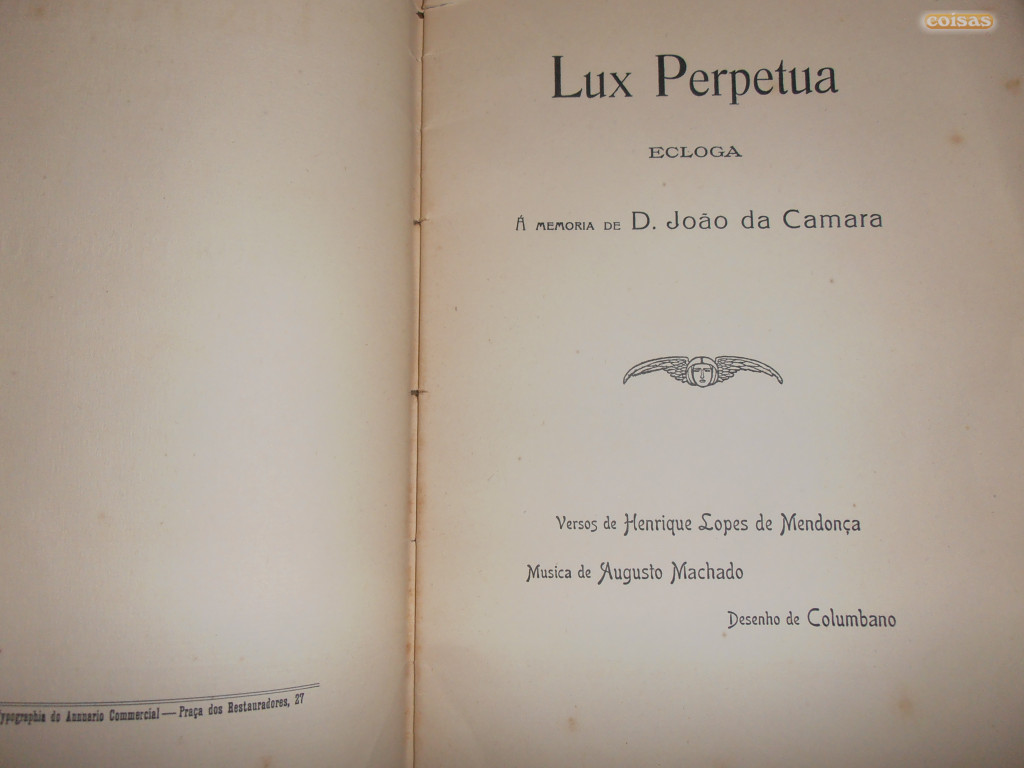 Typographia do Annuario Commercial — Praça dos Restauradores, 27
coisas
Lux Perpetua
ECLOGA
Á MEMORIA DE D. João da Camara
Versos de Henrique Lopes de Mendonça
Musica de Augusto Machado
Desenho de Columbano